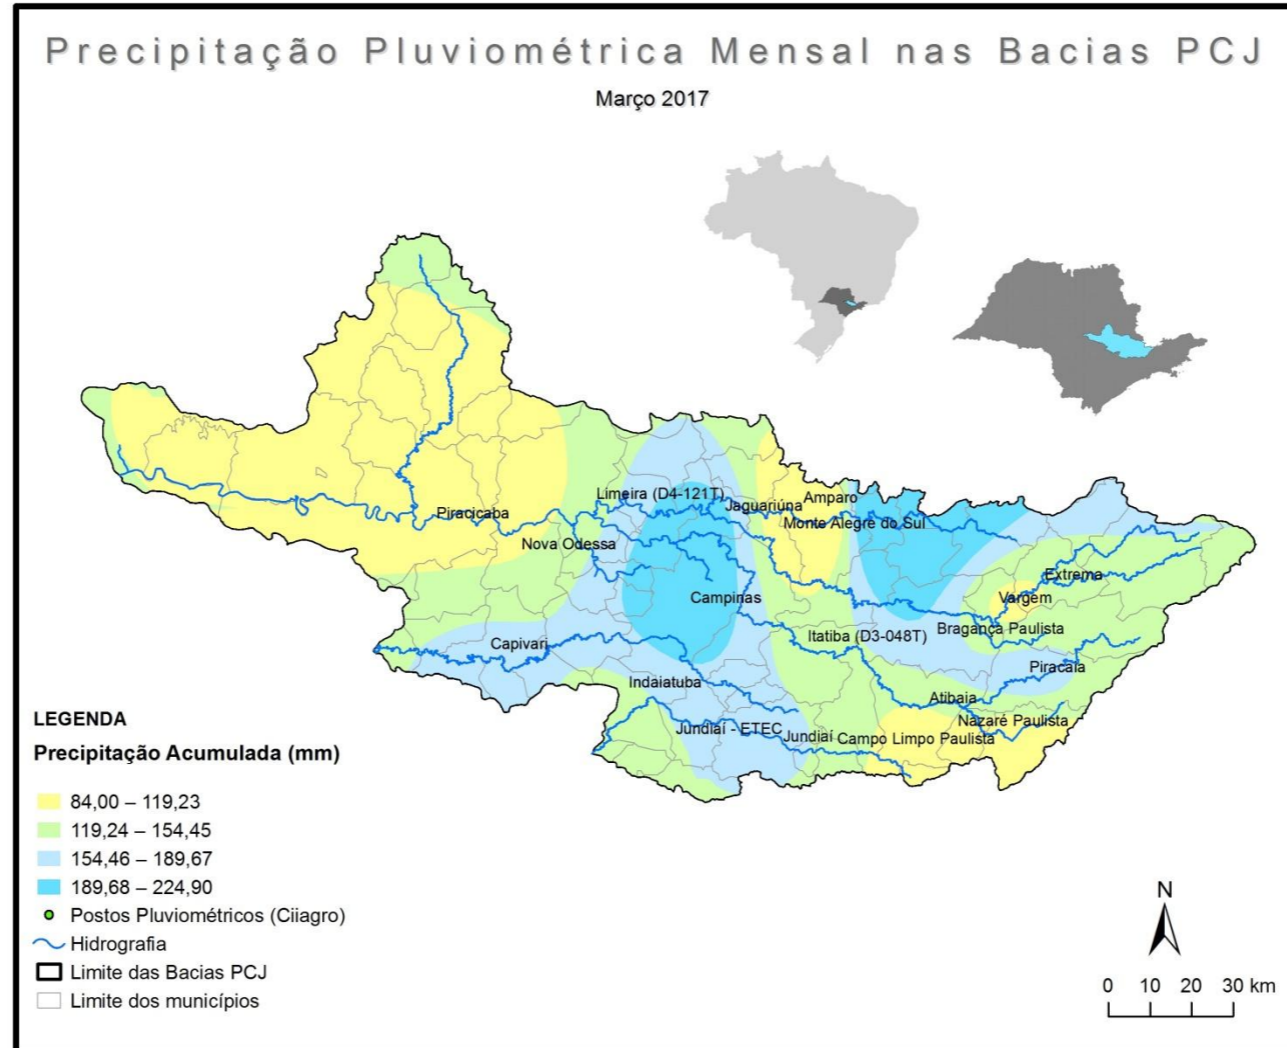 Precipitação Pluviométrica Mensal nas Bacias PCJ
Março 2017
Limeira (D4-121T)
Jaguariúna
Amparo
Piracicaba
Monte Alegre do Sul
Nova Odessa
Extrema
Campinas
Vargem
Itatiba (D3-048T)
Bragança Paulista
Capivari
Piracaia
Indaiatuba
Atibaia
Nazaré Paulista
Jundiaí - ETEC
Jundiaí
Campo Limpo Paulista
LEGENDA
Precipitação Acumulada (mm)
84,00 – 119,23
119,24 – 154,45
154,46 – 189,67
189,68 – 224,90
Postos Pluviométricos (Ciiagro)
Hidrografia
Limite das Bacias PCJ
Limite dos municípios
N
0 10 20 30 km